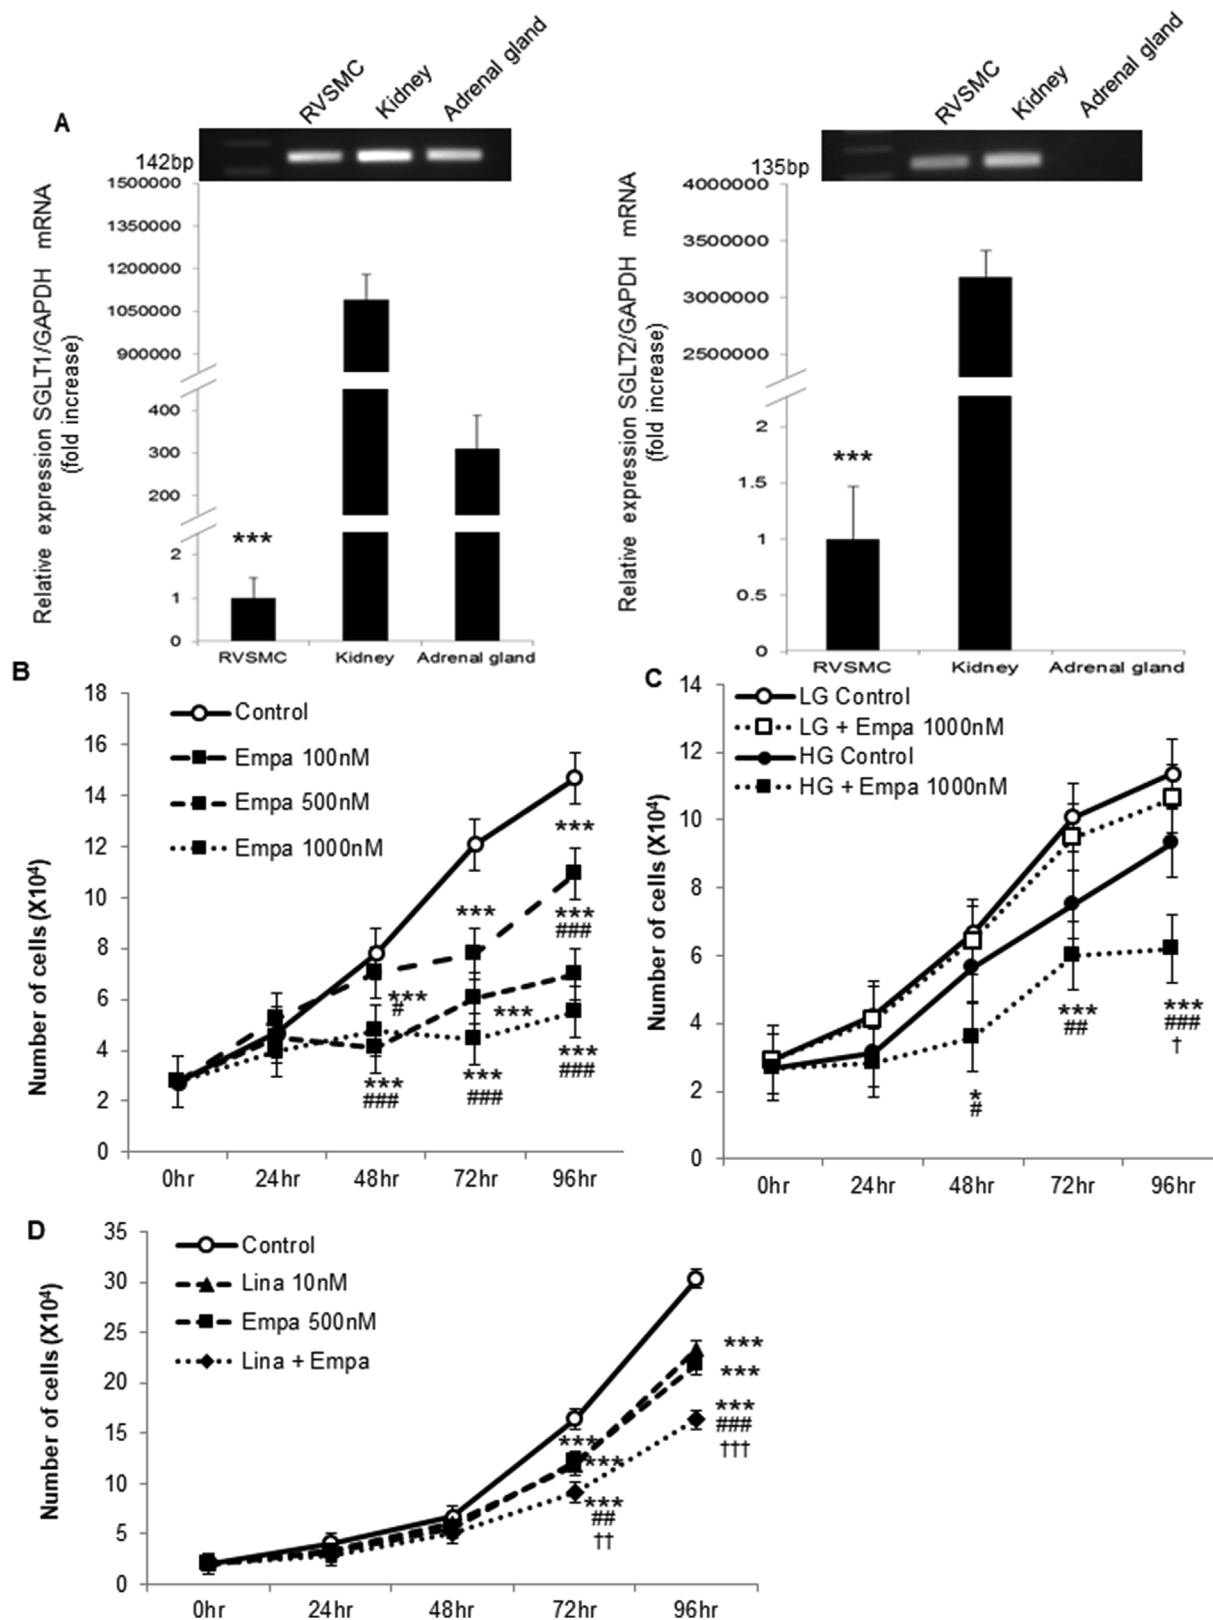 A
RVSMC
Kidney
Adrenal gland
142bp
Relative expression SGLT1/GAPDH mRNA
(fold increase)
1500000
1350000
1200000
1050000
900000
400
300
200
2
1
0
***
RVSMC Kidney Adrenal gland
RVSMC
Kidney
Adrenal gland
135bp
Relative expression SGLT2/GAPDH mRNA
(fold increase)
4000000
3500000
3000000
2500000
2
1.5
1
0.5
0
***
RVSMC Kidney Adrenal gland
B
Number of cells (X10⁴)
18
16
14
12
10
8
6
4
2
0
Control
Empa 100nM
Empa 500nM
Empa 1000nM
***
***
***
###
***
#
***
***
###
***
###
***
###
0hr 24hr 48hr 72hr 96hr
C
Number of cells (X10⁴)
14
12
10
8
6
4
2
0
LG Control
LG + Empa 1000nM
HG Control
HG + Empa 1000nM
*
#
***
##
***
###
†
0hr 24hr 48hr 72hr 96hr
D
Number of cells (X10⁴)
35
30
25
20
15
10
5
0
Control
Lina 10nM
Empa 500nM
Lina + Empa
***
***
***
##
††
***
***
***
###
†††
0hr 24hr 48hr 72hr 96hr